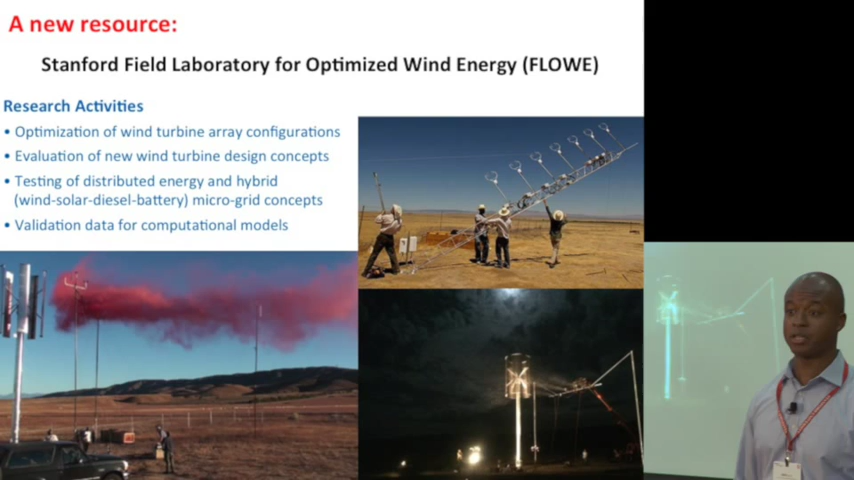 A new resource:
Stanford Field Laboratory for Optimized Wind Energy (FLOWE)
Research Activities
• Optimization of wind turbine array configurations
• Evaluation of new wind turbine design concepts
• Testing of distributed energy and hybrid
(wind-solar-diesel-battery) micro-grid concepts
• Validation data for computational models